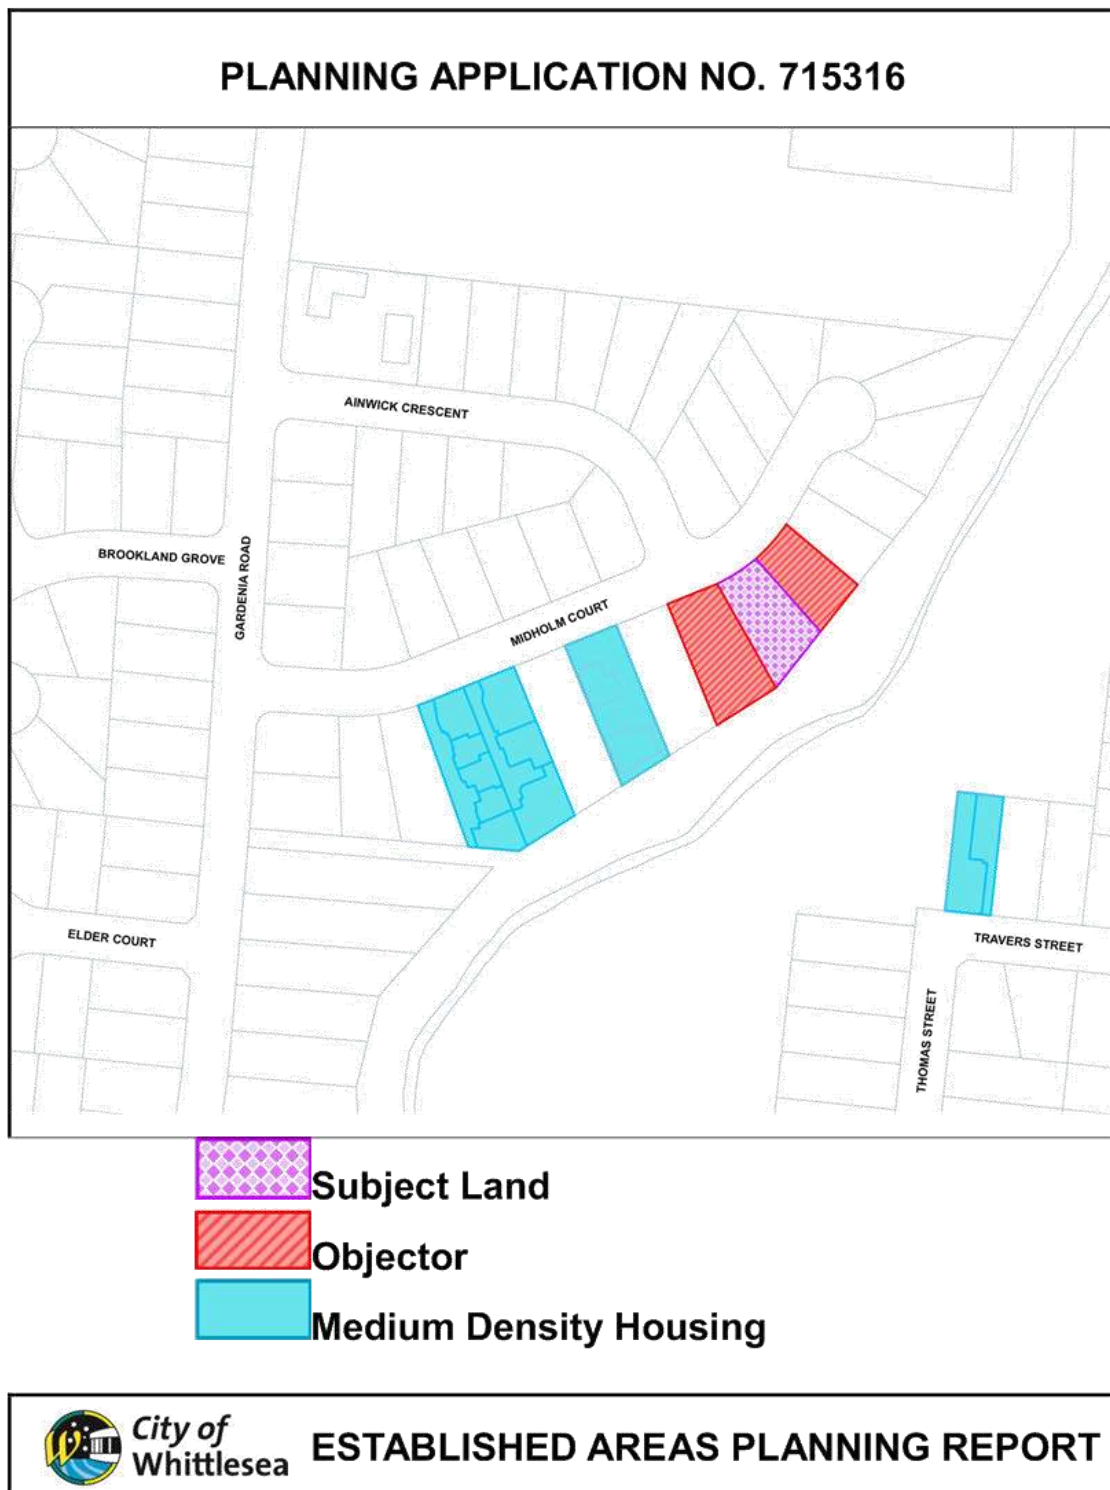 PLANNING APPLICATION NO. 715316
AINWICK CRESCENT
BROOKLAND GROVE
GARDENIA ROAD
MIDHOLM COURT
ELDER COURT
TRAVERS STREET
THOMAS STREET
Subject Land
Objector
Medium Density Housing
City of
Whittlesea
ESTABLISHED AREAS PLANNING REPORT